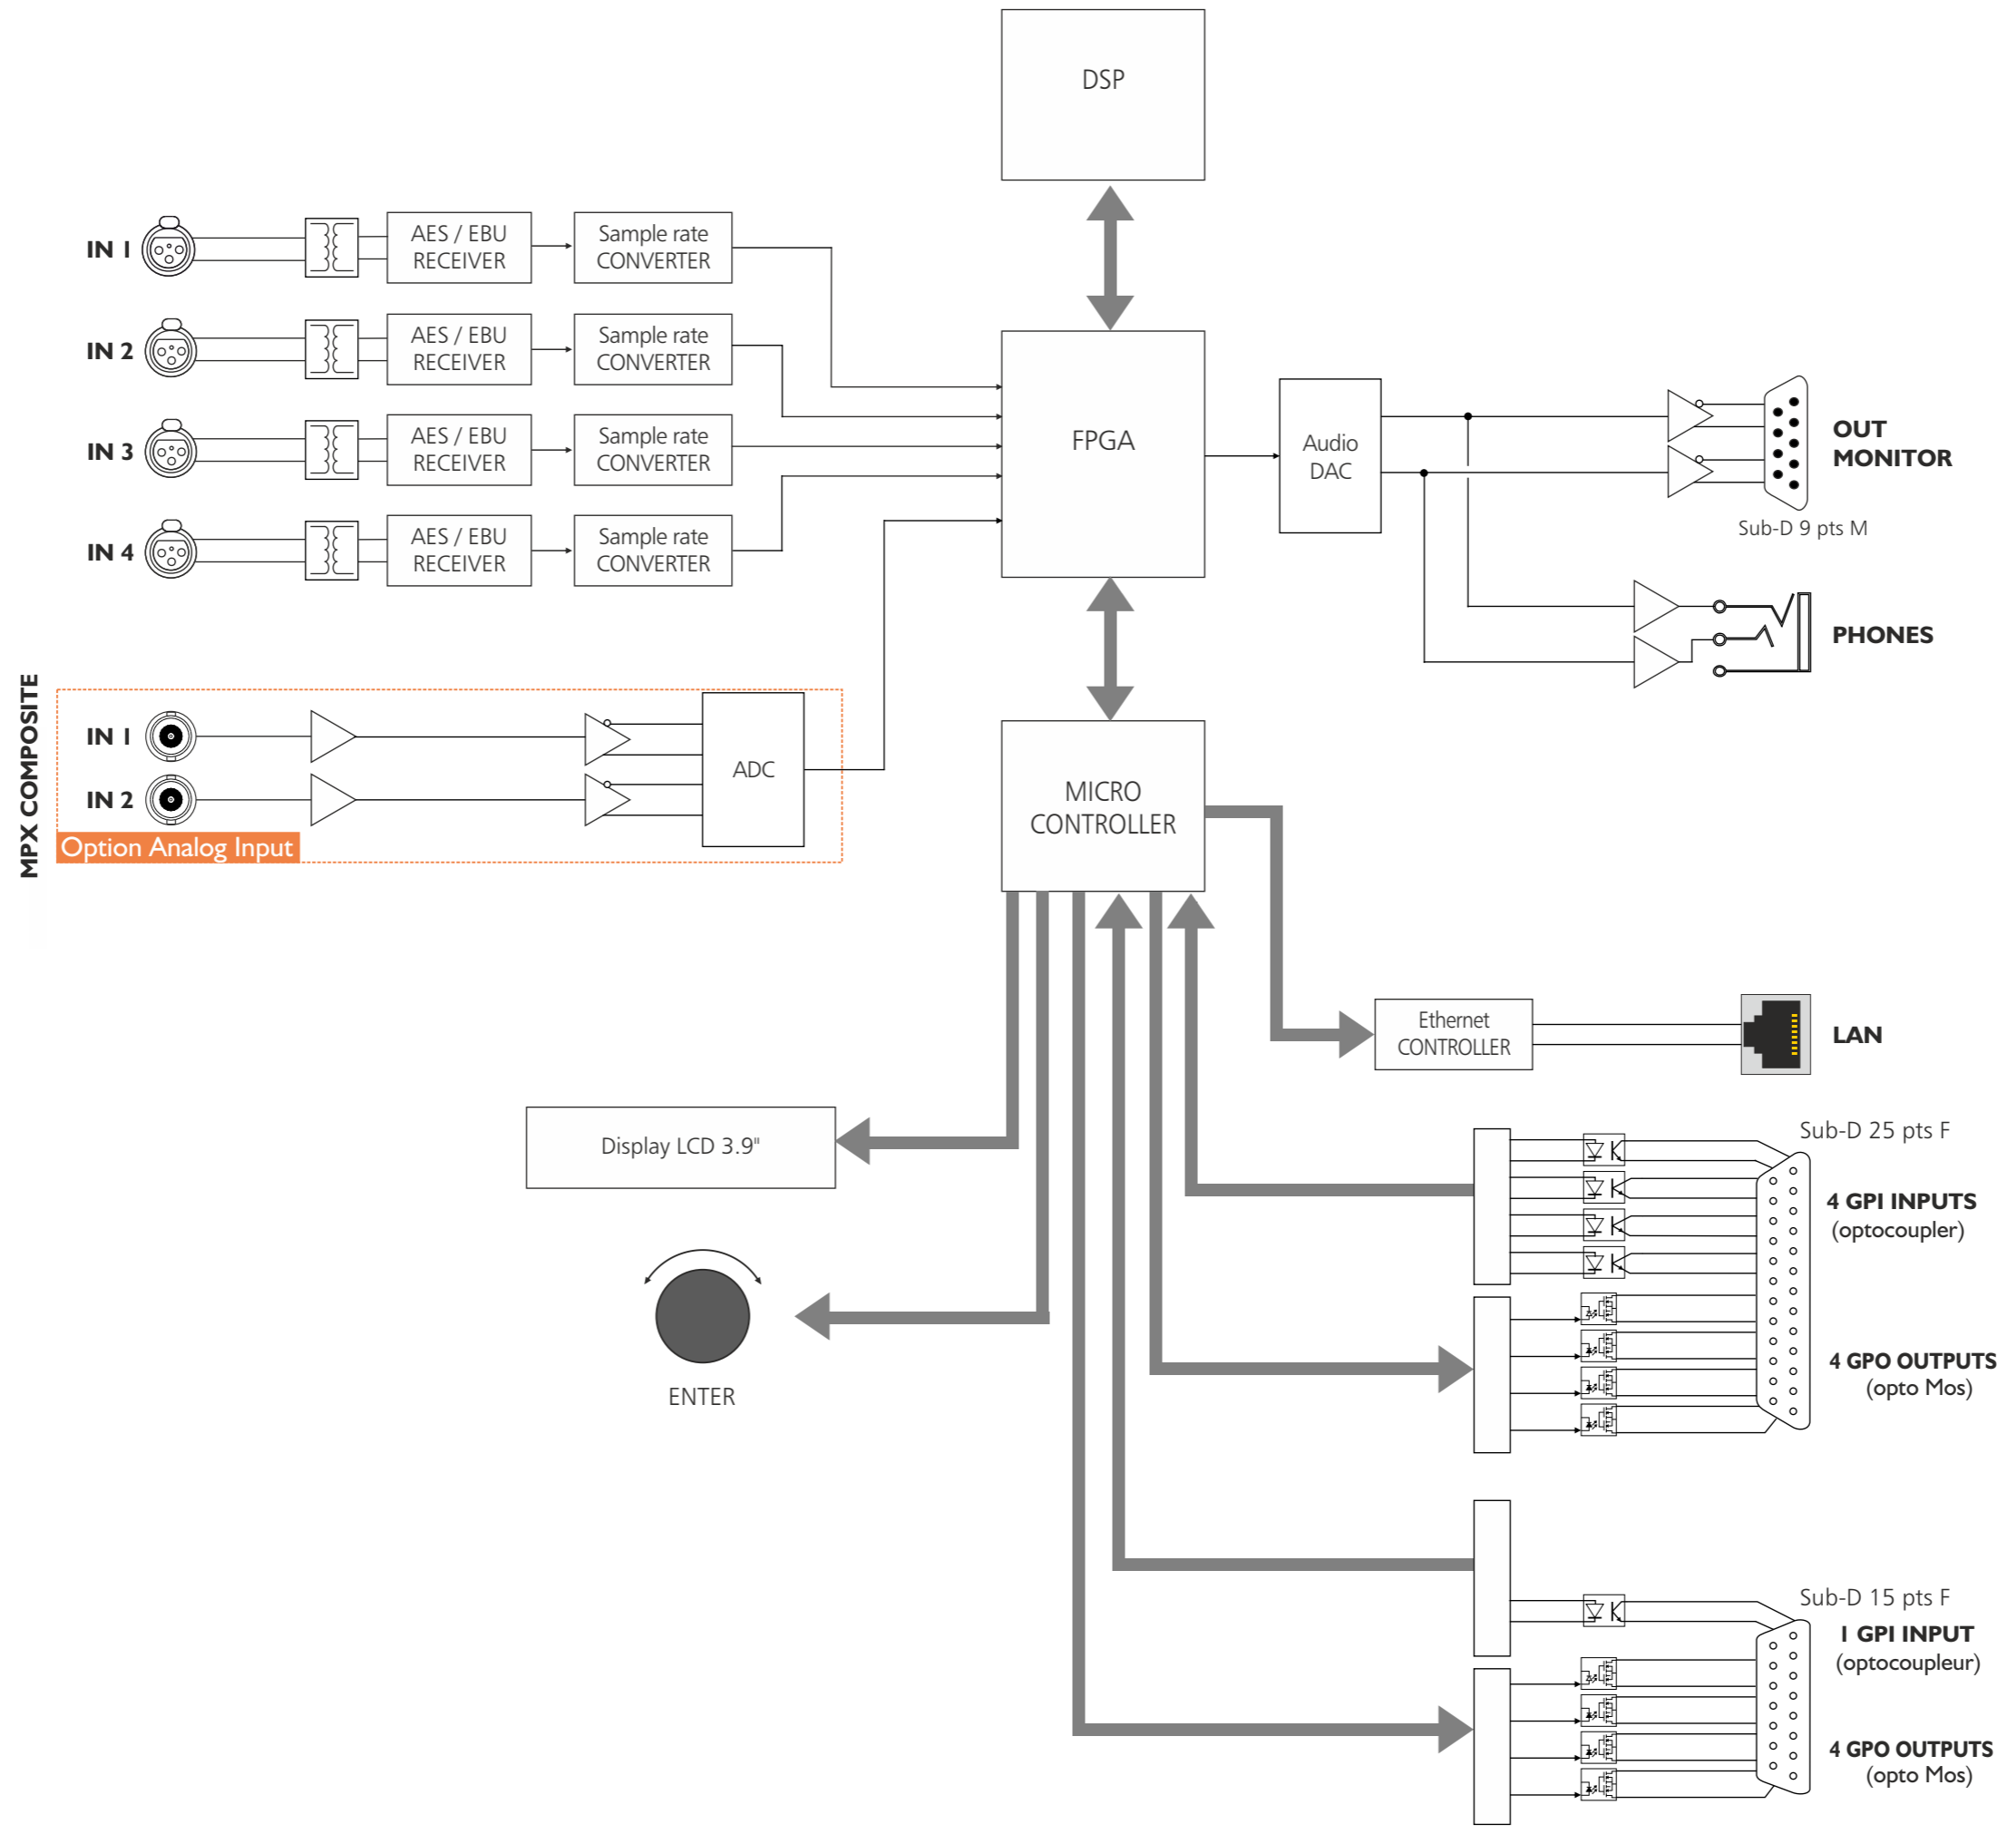 DSP
IN 1
AES / EBU
RECEIVER
Sample rate
CONVERTER
IN 2
AES / EBU
RECEIVER
Sample rate
CONVERTER
IN 3
AES / EBU
RECEIVER
Sample rate
CONVERTER
IN 4
AES / EBU
RECEIVER
Sample rate
CONVERTER
FPGA
Audio
DAC
OUT
MONITOR
Sub-D 9 pts M
PHONES
MPX COMPOSITE
IN 1
IN 2
ADC
Option Analog Input
MICRO
CONTROLLER
Ethernet
CONTROLLER
LAN
Display LCD 3.9"
ENTER
Sub-D 25 pts F
4 GPI INPUTS
(optocoupler)
4 GPO OUTPUTS
(opto Mos)
Sub-D 15 pts F
1 GPI INPUT
(optocoupleur)
4 GPO OUTPUTS
(opto Mos)